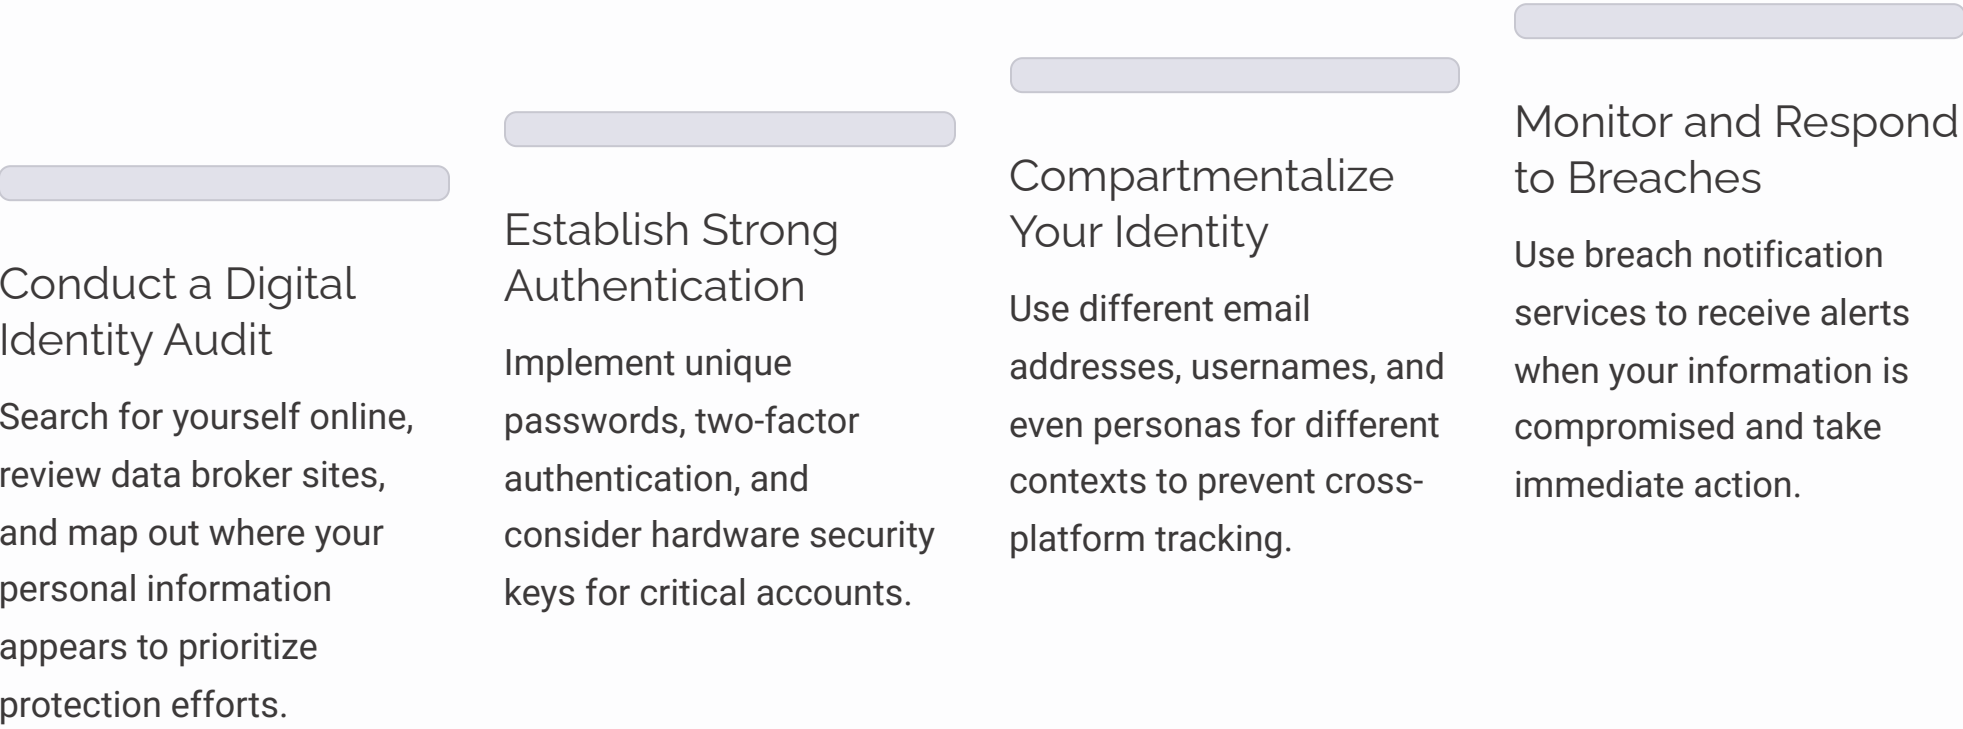 Conduct a Digital
Identity Audit
Search for yourself online,
review data broker sites,
and map out where your
personal information
appears to prioritize
protection efforts.
Establish Strong
Authentication
Implement unique
passwords, two-factor
authentication, and
consider hardware security
keys for critical accounts.
Compartmentalize
Your Identity
Use different email
addresses, usernames, and
even personas for different
contexts to prevent cross-
platform tracking.
Monitor and Respond
to Breaches
Use breach notification
services to receive alerts
when your information is
compromised and take
immediate action.